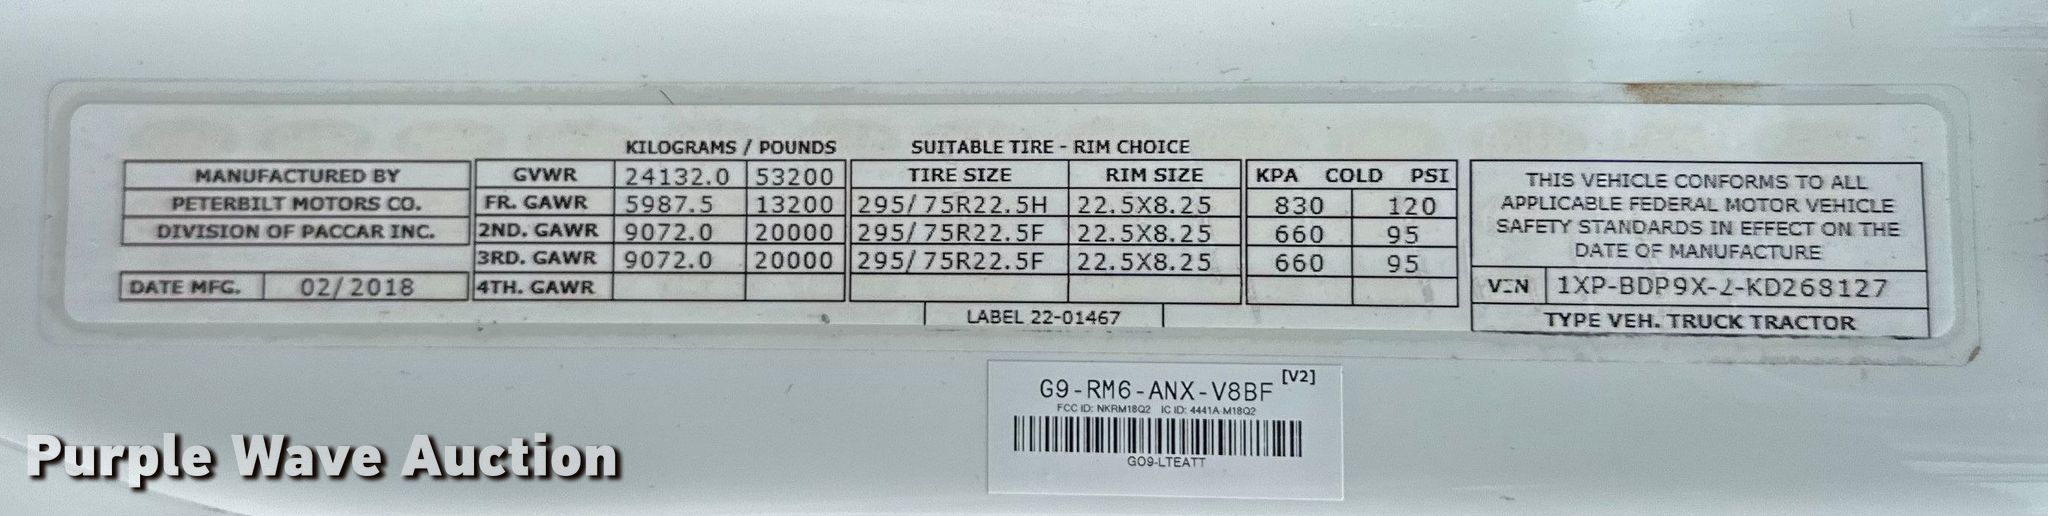 KILOGRAMS / POUNDS SUITABLE TIRE - RIM CHOICE
MANUFACTURED BY GVWR 24132.0 53200 TIRE SIZE RIM SIZE KPA COLD PSI
PETERBILT MOTORS CO. FR. GAWR 5987.5 13200 295/75R22.5H 22.5X8.25 830 120
DIVISION OF PACCAR INC. 2ND. GAWR 9072.0 20000 295/75R22.5F 22.5X8.25 660 95
3RD. GAWR 9072.0 20000 295/75R22.5F 22.5X8.25 660 95
DATE MFG. 02/2018 4TH. GAWR
LABEL 22-01467
THIS VEHICLE CONFORMS TO ALL
APPLICABLE FEDERAL MOTOR VEHICLE
SAFETY STANDARDS IN EFFECT ON THE
DATE OF MANUFACTURE
VIN 1XP-BDP9X-2-KD268127
TYPE VEH. TRUCK TRACTOR
G9-RM6-ANX-V8BF [V2]
FCC ID: NKRM18Q2 IC ID: 4441A-M18Q2
GO9-LTEATT
Purple Wave Auction